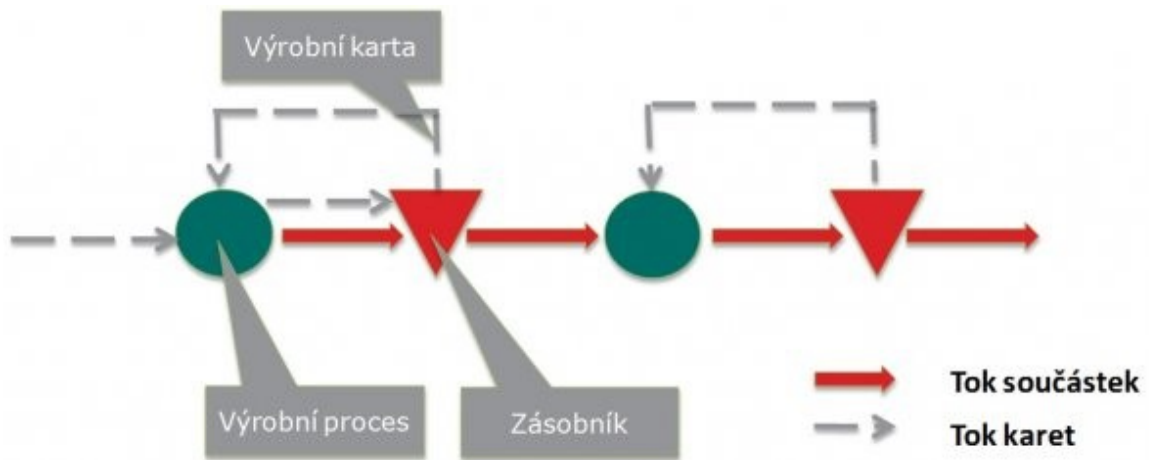 Výrobní karta
Výrobní proces
Zásobník
Tok součástek
Tok karet